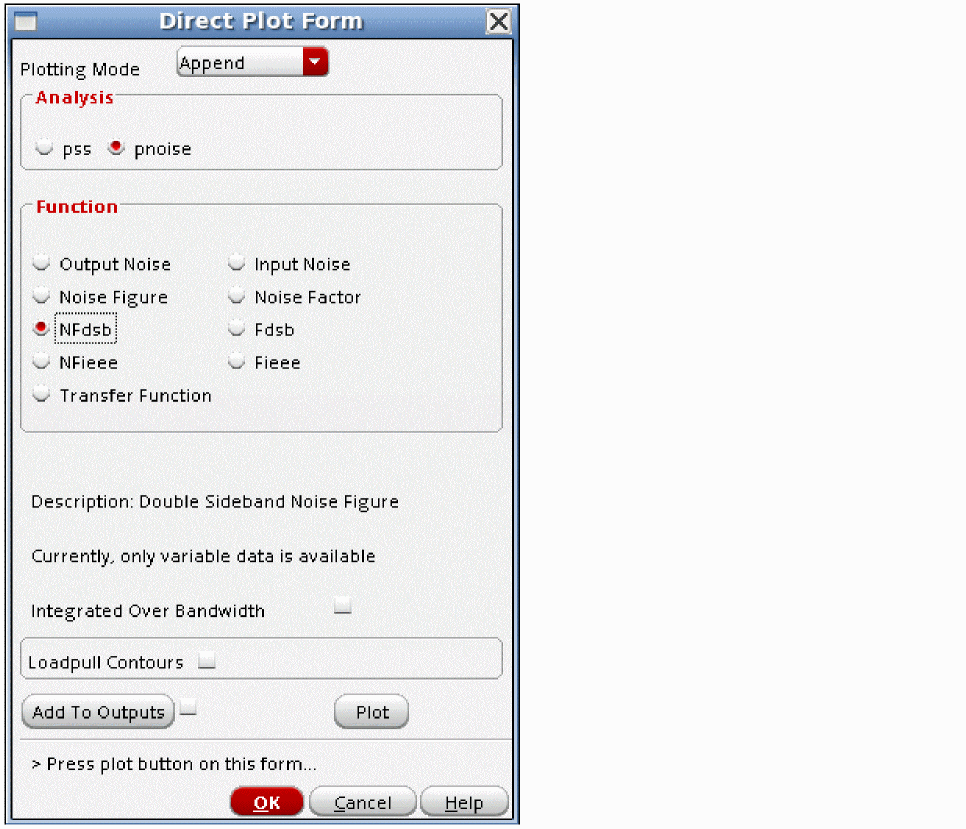 Direct Plot Form
Plotting Mode Append
Analysis
pss pnoise
Function
Output Noise Input Noise
Noise Figure Noise Factor
NFdsb Fdsb
NFieee Fieee
Transfer Function
Description: Double Sideband Noise Figure
Currently, only variable data is available
Integrated Over Bandwidth
Loadpull Contours
Add To Outputs Plot
> Press plot button on this form...
OK Cancel Help